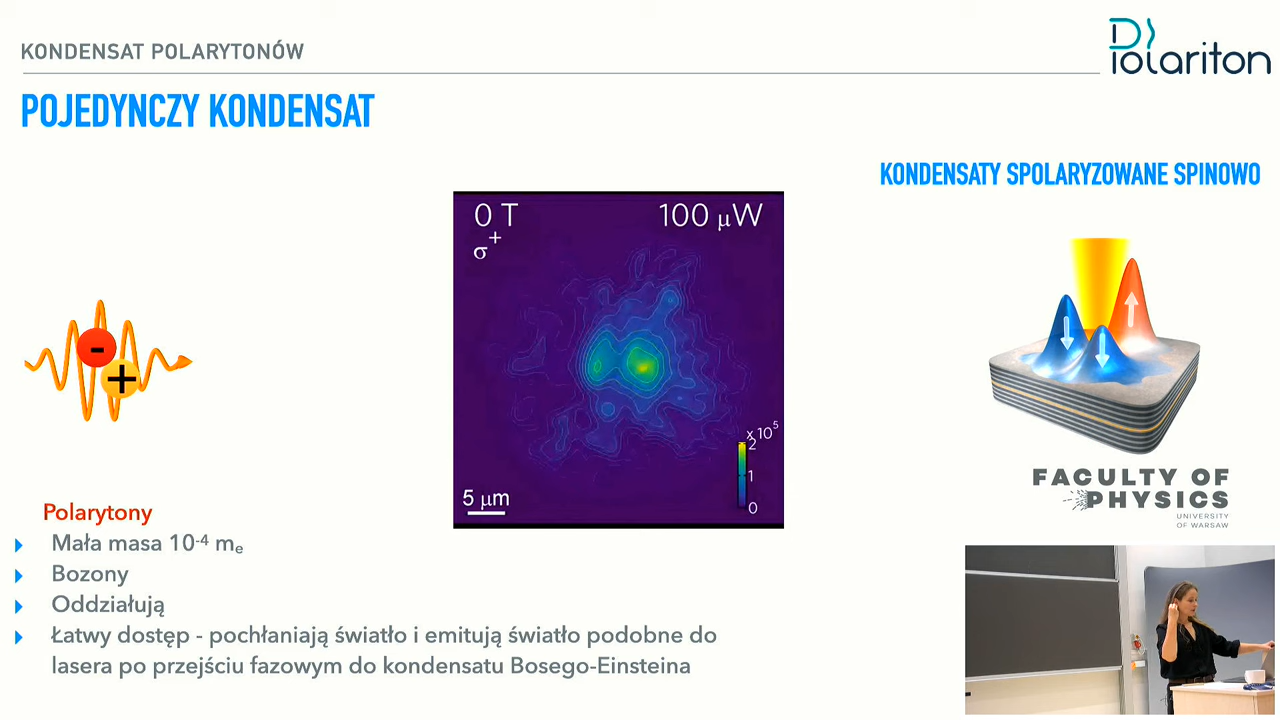 KONDENSAT POLARYTONÓW
Polariton
POJEDYNCZY KONDENSAT
KONDENSATY SPOLARYZOWANE SPINOWO
0 T
100 μW
σ+
x 10⁵
2
1
0
5 μm
-
+
FACULTY OF
PHYSICS
UNIVERSITY
OF WARSAW
Polarytony
Mała masa 10⁻⁴ mₑ
Bozony
Oddziałują
Łatwy dostęp - pochłaniają światło i emitują światło podobne do
lasera po przejściu fazowym do kondensatu Bosego-Einsteina